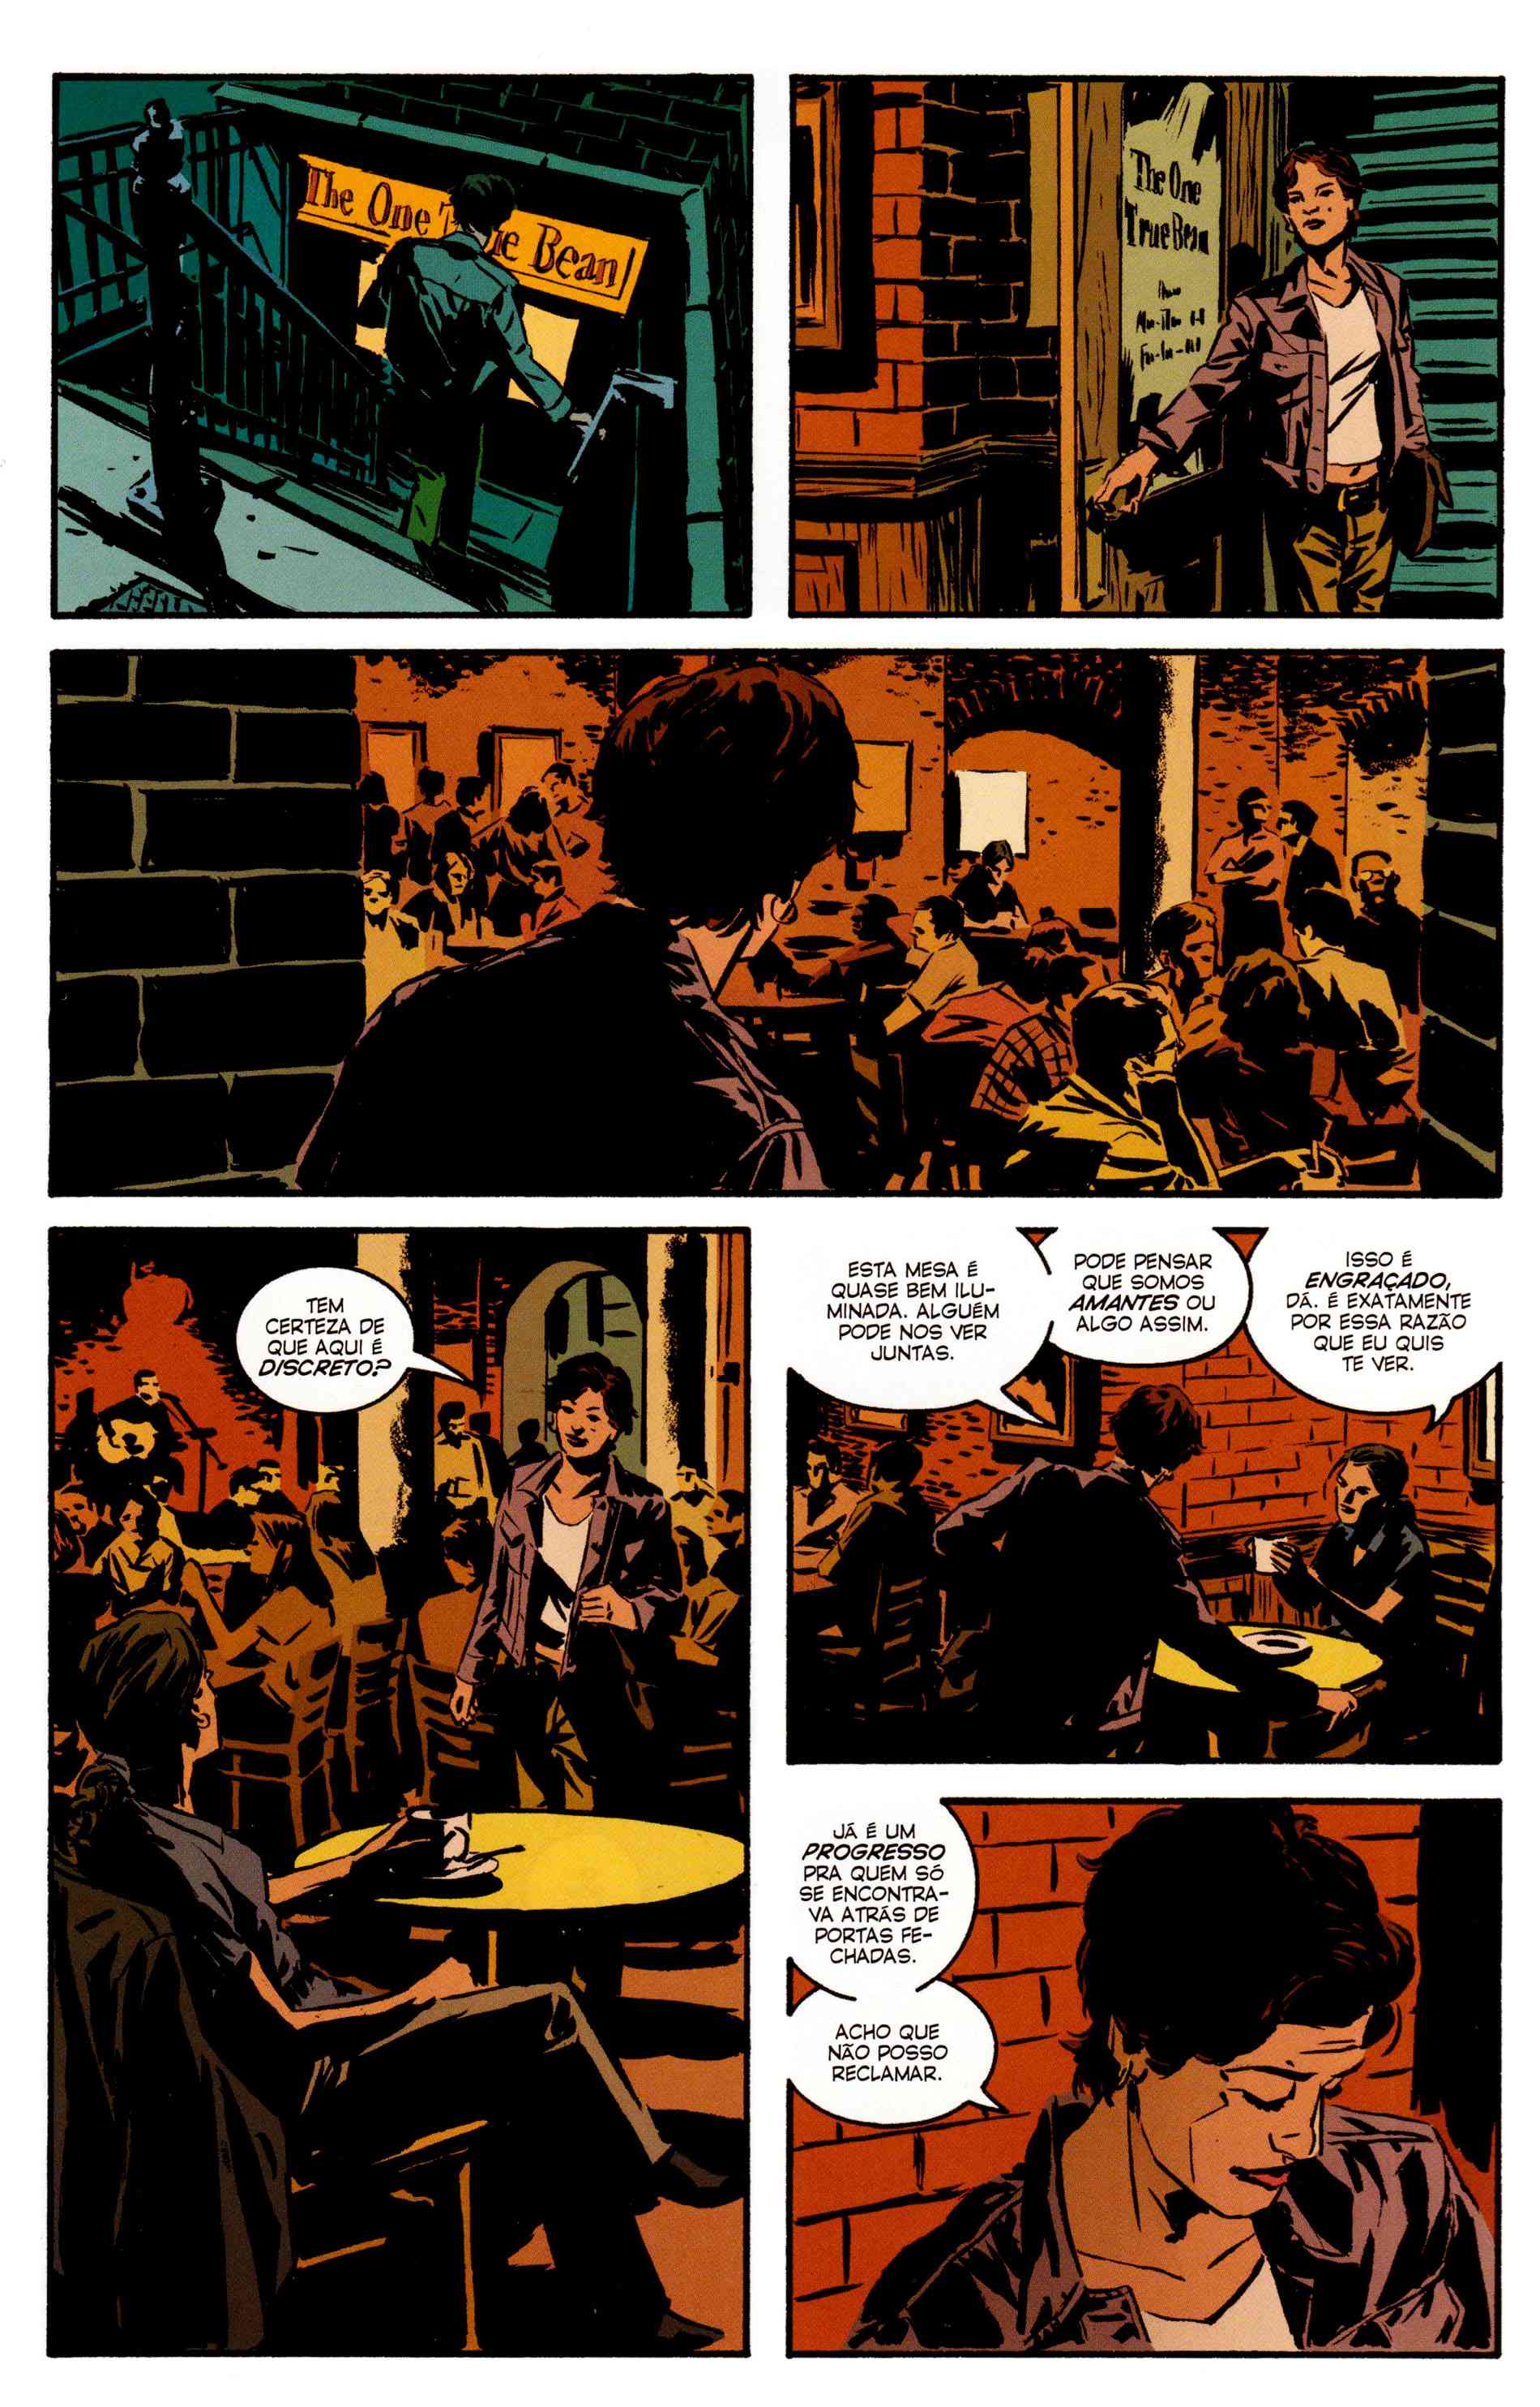 The One True Bean
The One
True Bean
TEM
CERTEZA DE
QUE AQUI É
DISCRETO?
ESTA MESA É
QUASE BEM ILU-
MINADA. ALGUÉM
PODE NOS VER
JUNTAS.
PODE PENSAR
QUE SOMOS
AMANTES OU
ALGO ASSIM.
ISSO É
ENGRAÇADO,
DÁ. É EXATAMENTE
POR ESSA RAZÃO
QUE EU QUIS
TE VER.
JÁ É UM
PROGRESSO
PRA QUEM SÓ
SE ENCONTRA-
VA ATRÁS DE
PORTAS FE-
CHADAS.
ACHO QUE
NÃO POSSO
RECLAMAR.